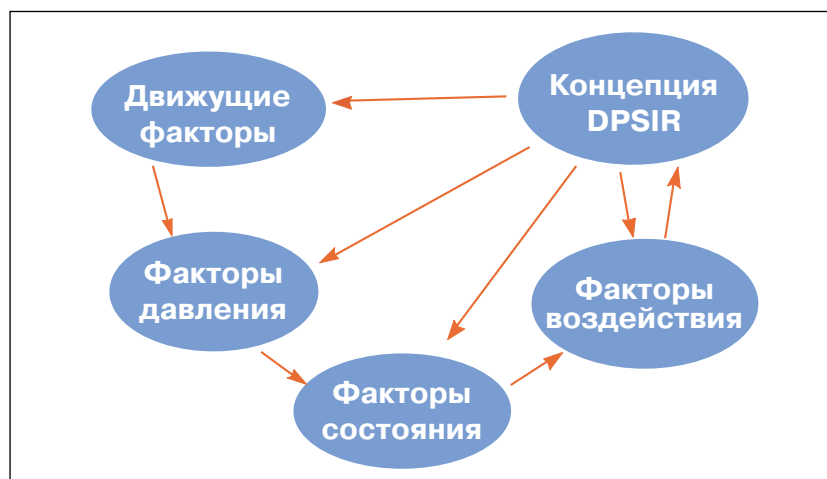 Движущие
факторы
Концепция
DPSIR
Факторы
давления
Факторы
воздействия
Факторы
состояния